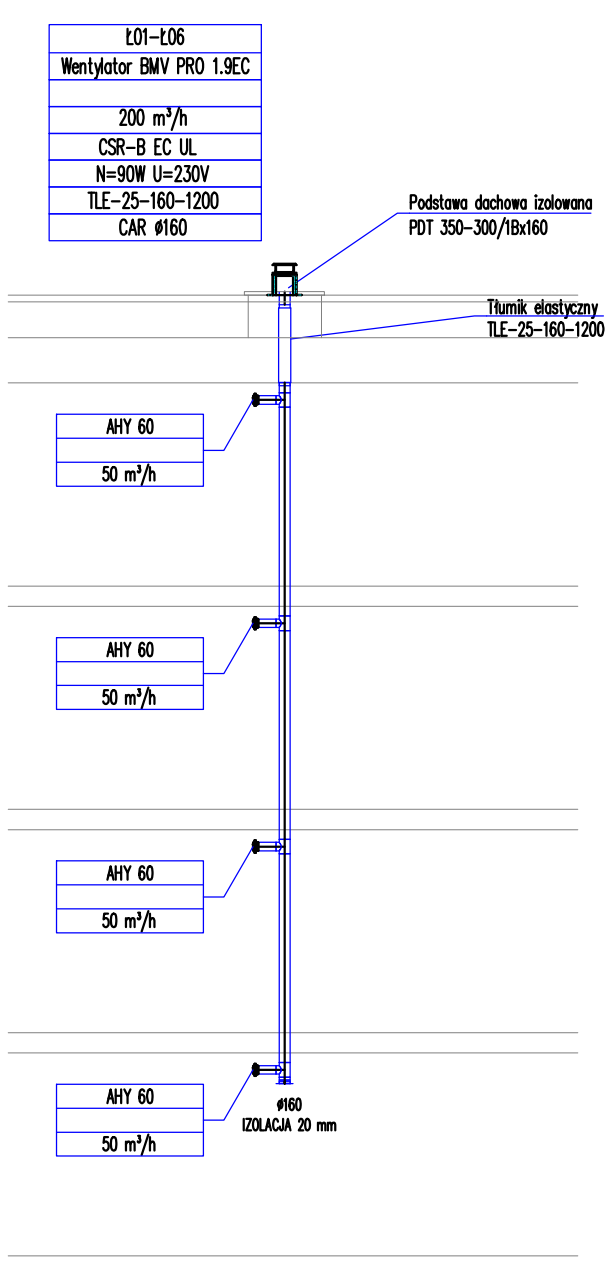 Ł01-Ł06
Wentylator BMV PRO 1.9EC
200 m³/h
CSR-B EC UL
N=90W U=230V
TLE-25-160-1200
CAR ø160
Podstawa dachowa izolowana
PDT 350-300/1Bx160
Tłumik elastyczny
TLE-25-160-1200
AHY 60
50 m³/h
AHY 60
50 m³/h
AHY 60
50 m³/h
AHY 60
50 m³/h
ø160
IZOLACJA 20 mm